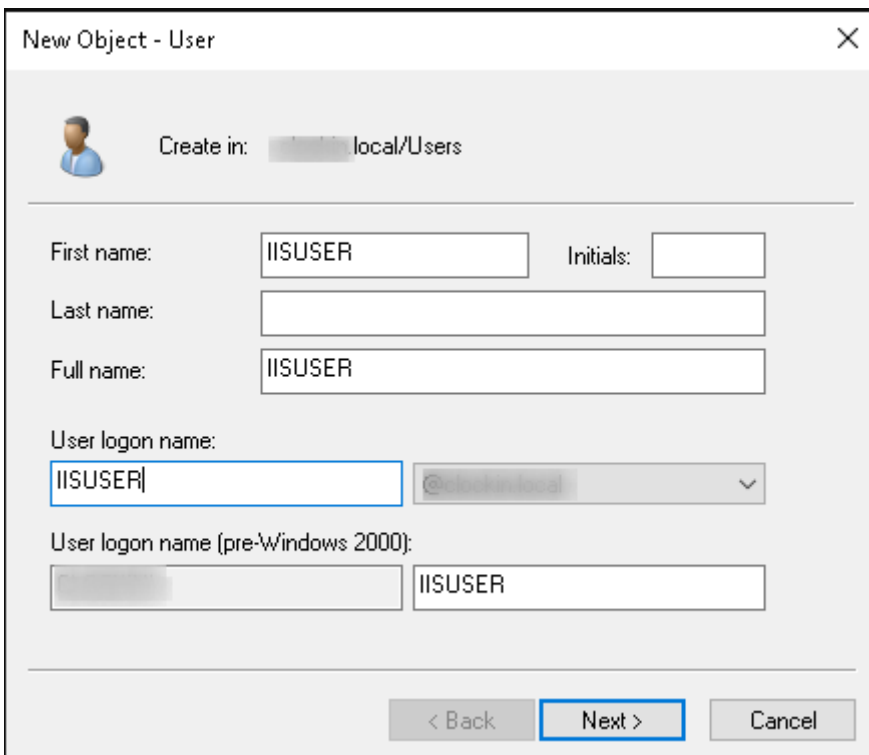 New Object - User
Create in: .local/Users
First name: IISUSER Initials:
Last name:
Full name: IISUSER
User logon name:
IISUSER
User logon name (pre-Windows 2000):
IISUSER
< Back Next > Cancel